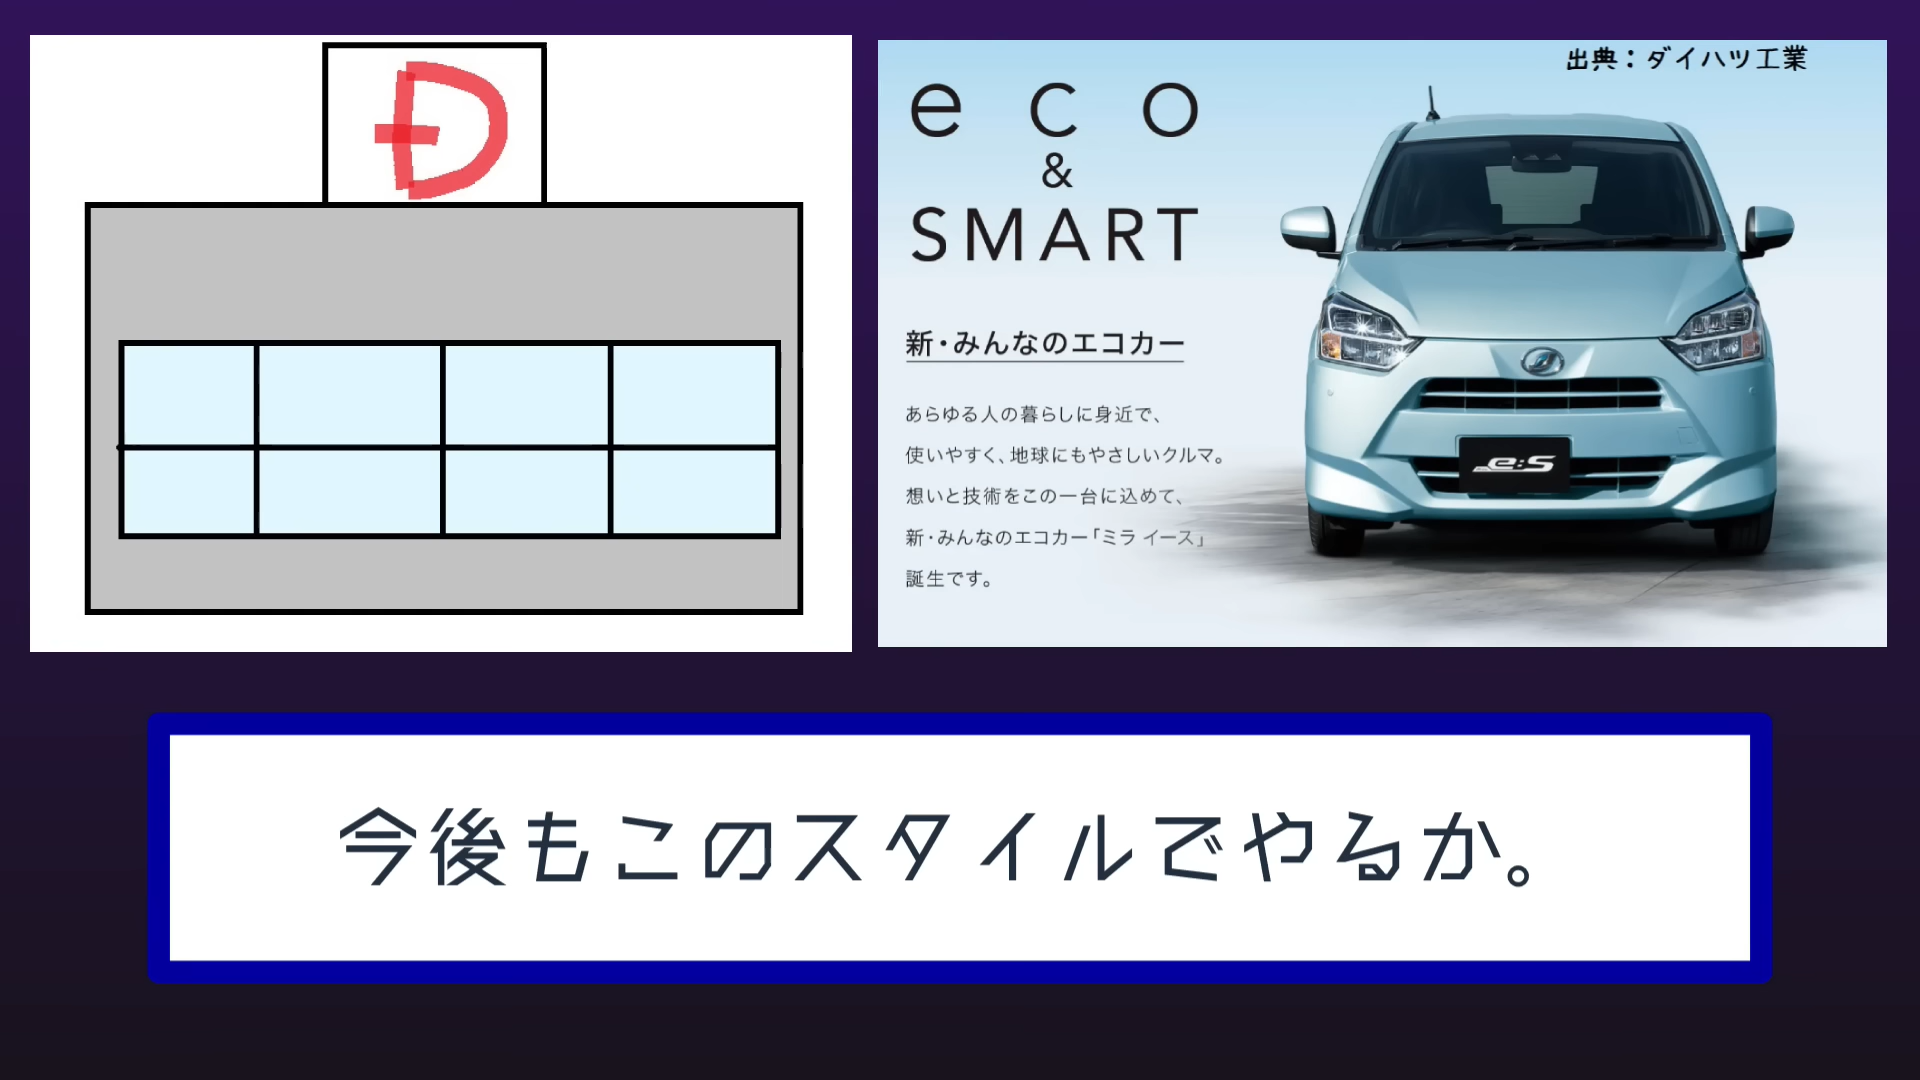 Đ
出典：ダイハツ工業
eco
&
SMART
新・みんなのエコカー
あらゆる人の暮らしに身近で、
使いやすく、地球にもやさしいクルマ。
想いと技術をこの一台に込めて、
新・みんなのエコカー「ミラ イース」
誕生です。
e:S
今後もこのスタイルでやるか。